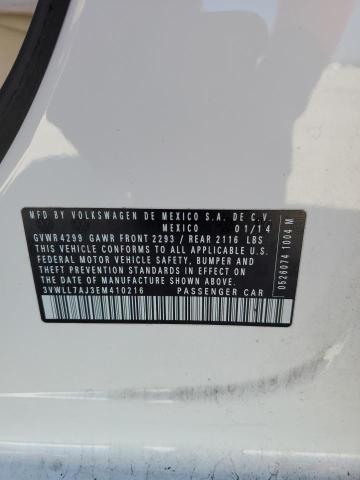 MFD BY VOLKSWAGEN DE MEXICO S.A. DE C.V.
MEXICO 01/14
GVWR4299 GAWR FRONT 2293 / REAR 2116 LBS
THIS VEHICLE CONFORMS TO ALL APPLICABLE U.S.
FEDERAL MOTOR VEHICLE SAFETY, BUMPER AND
THEFT PREVENTION STANDARDS IN EFFECT ON
THE DATE OF MANUFACTURE SHOWN ABOVE
3VWLL7AJ3EM410216 PASSENGER CAR
0526074 1004 M